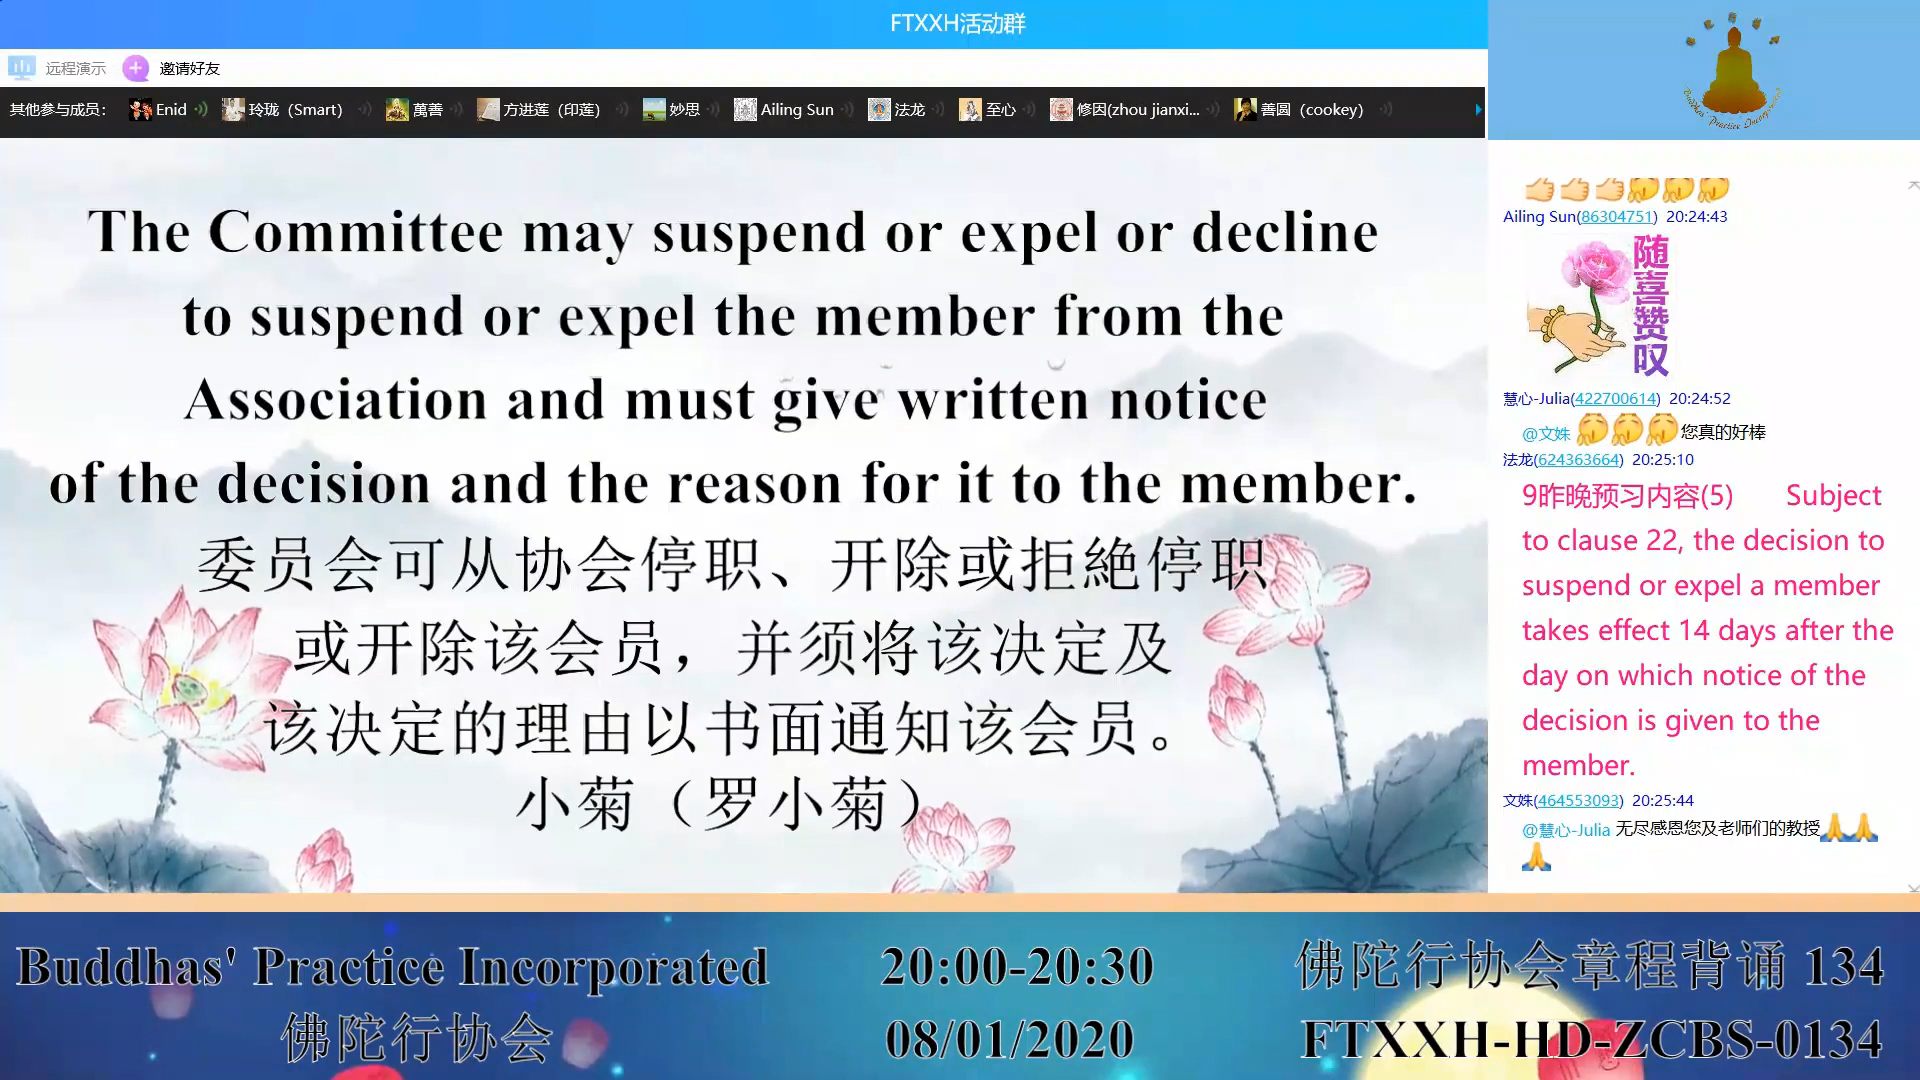 FTXXH活动群
远程演示 邀请好友
其他参与成员： Enid 玲珑（Smart） 萬善 方进莲（印莲） 妙思 Ailing Sun 法龙 至心 修因(zhou jianxi... 善圆（cookey）
The Committee may suspend or expel or decline
to suspend or expel the member from the
Association and must give written notice
of the decision and the reason for it to the member.
委员会可从协会停职、开除或拒絶停职
或开除该会员，并须将该决定及
该决定的理由以书面通知该会员。
小菊（罗小菊）
Buddhas' Practice Incorporated
Ailing Sun(86304751) 20:24:43
随喜赞叹
慧心-Julia(422700614) 20:24:52
@文姝 您真的好棒
法龙(624363664) 20:25:10
9昨晚预习内容(5) Subject
to clause 22, the decision to
suspend or expel a member
takes effect 14 days after the
day on which notice of the
decision is given to the
member.
文姝(464553093) 20:25:44
@慧心-Julia 无尽感恩您及老师们的教授
Buddhas' Practice Incorporated
佛陀行协会
20:00-20:30
08/01/2020
佛陀行协会章程背诵 134
FTXXH-HD-ZCBS-0134